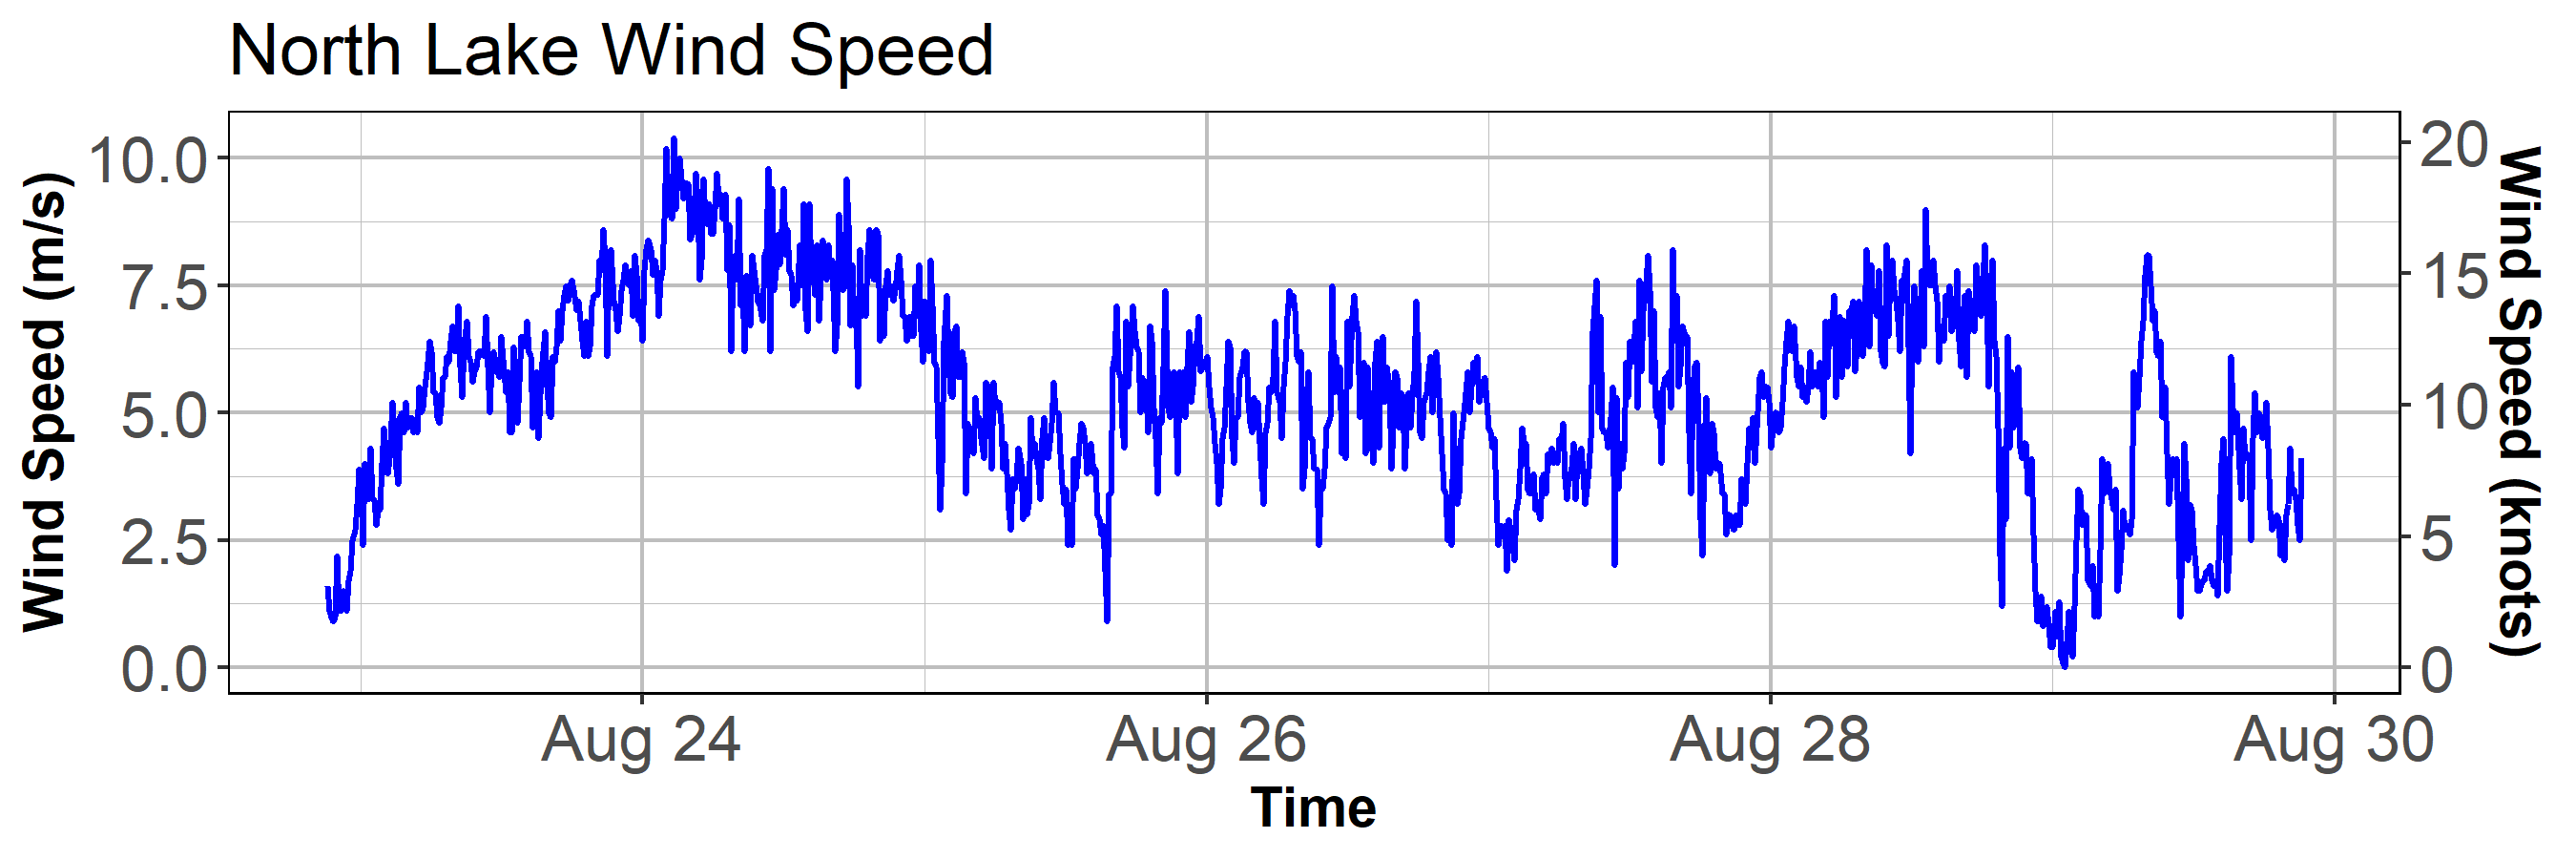 North Lake Wind Speed
Wind Speed (m/s)
10.0
7.5
5.0
2.5
0.0
20
15
10
5
0
Wind Speed (knots)
Aug 24 Aug 26 Aug 28 Aug 30
Time